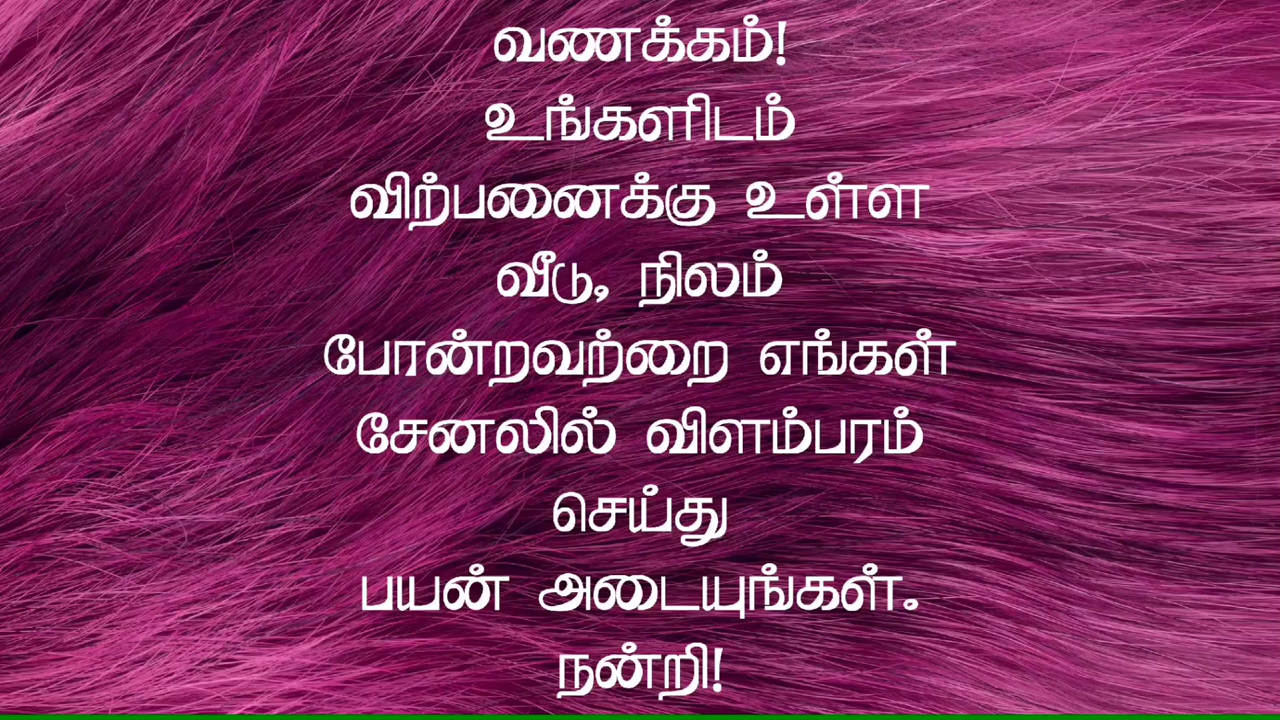 வணக்கம்!
உங்களிடம்
விற்பனைக்கு உள்ள
வீடு, நிலம்
போன்றவற்றை எங்கள்
சேனலில் விளம்பரம்
செய்து
பயன் அடையுங்கள்.
நன்றி!